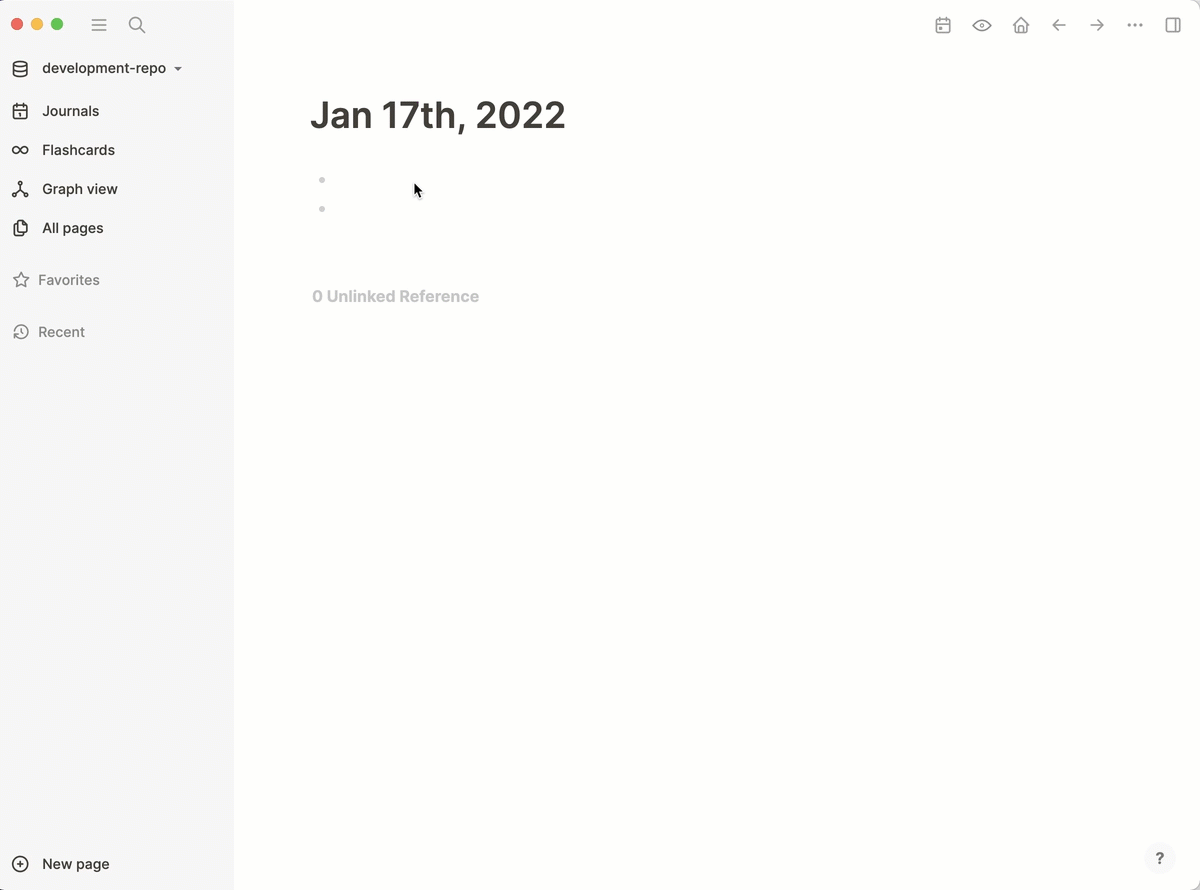 development-repo
Journals
Flashcards
Graph view
All pages
Favorites
Recent
New page
Jan 17th, 2022
0 Unlinked Reference
?